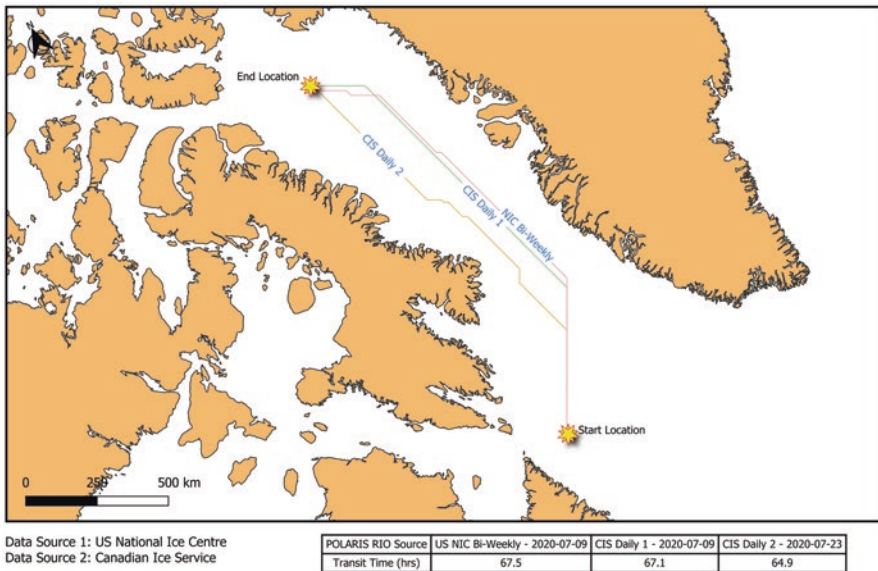 N
End Location
CIS Daily 2
CIS Daily 1
NIC Bi-Weekly
Start Location
0 250 500 km
Data Source 1: US National Ice Centre
Data Source 2: Canadian Ice Service
POLARIS RIO Source US NIC Bi-Weekly - 2020-07-09 CIS Daily 1 - 2020-07-09 CIS Daily 2 - 2020-07-23
Transit Time (hrs) 67.5 67.1 64.9